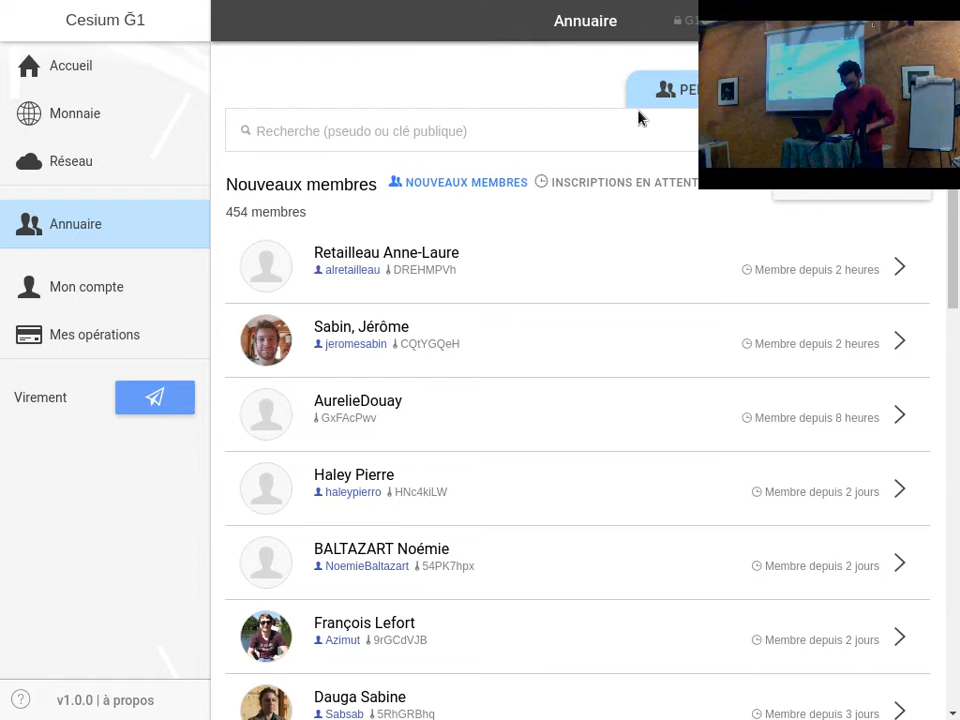 Cesium Ğ1
Annuaire
G1
Accueil
Monnaie
Réseau
Annuaire
Mon compte
Mes opérations
Virement
v1.0.0 | à propos
Recherche (pseudo ou clé publique)
Nouveaux membres NOUVEAUX MEMBRES INSCRIPTIONS EN ATTENT
454 membres
Retailleau Anne-Laure
alretailleau DREHMPVh
Membre depuis 2 heures
Sabin, Jérôme
jeromesabin CQtYGQeH
Membre depuis 2 heures
AurelieDouay
GxFAcPwv
Membre depuis 8 heures
Haley Pierre
haleypierro HNc4kiLW
Membre depuis 2 jours
BALTAZART Noémie
NoemieBaltazart 54PK7hpx
Membre depuis 2 jours
François Lefort
Azimut 9rGCdVJB
Membre depuis 2 jours
Dauga Sabine
Sabsab 5RhGRBhq
Membre depuis 3 jours